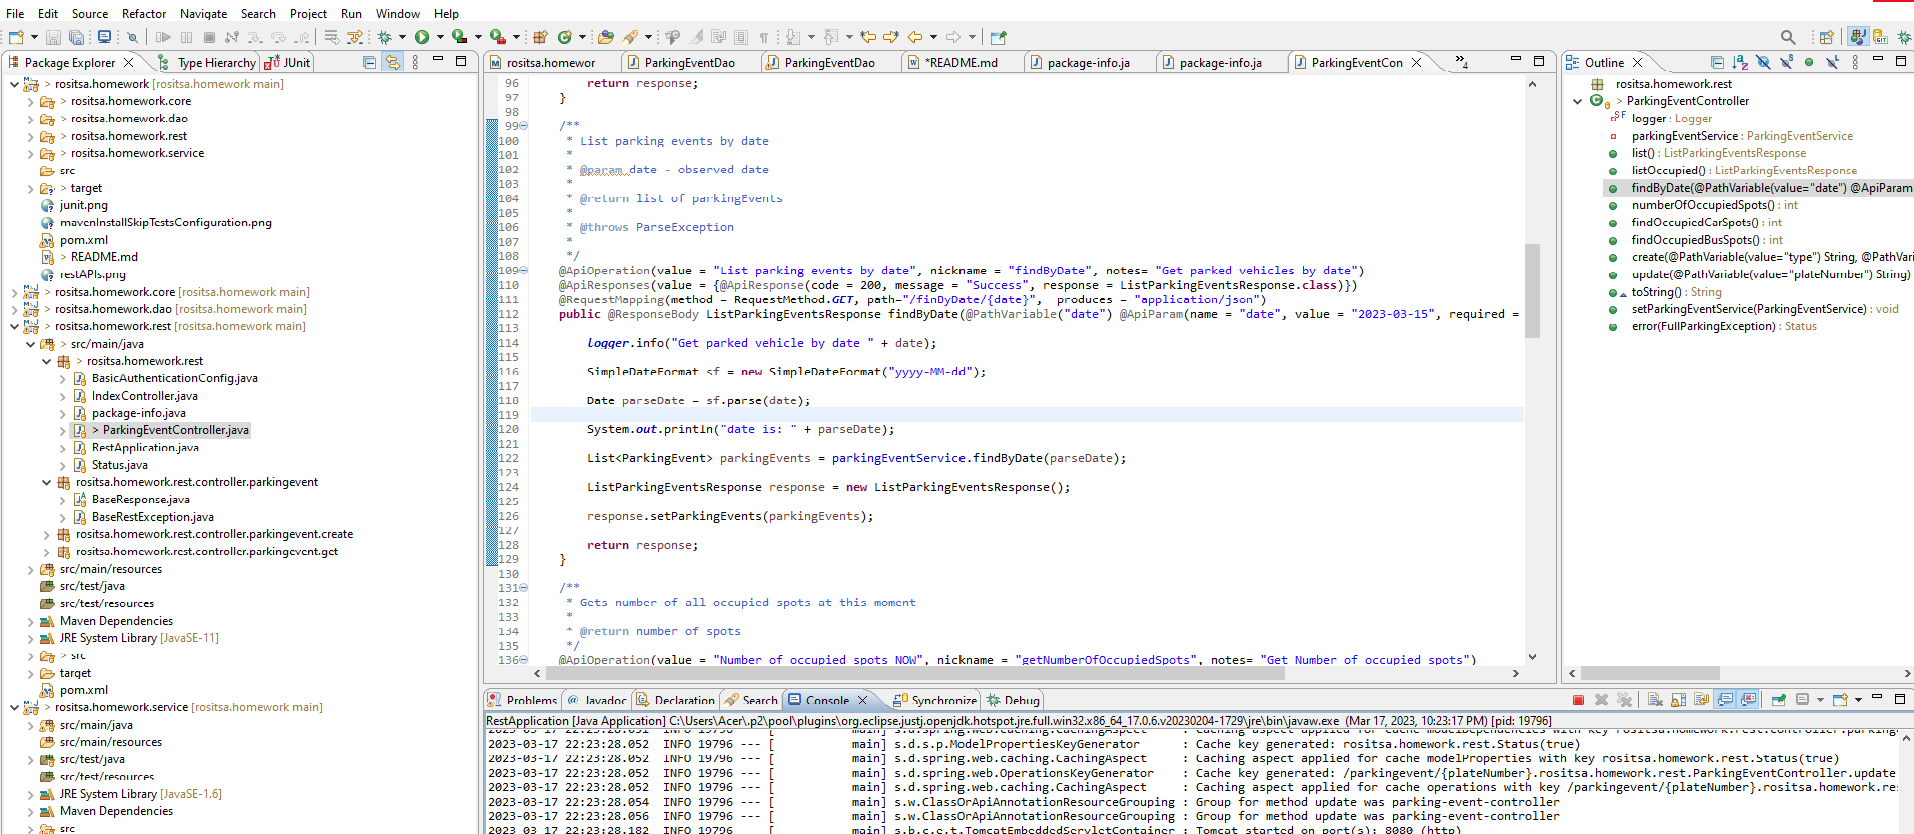 File Edit Source Refactor Navigate Search Project Run Window Help
Package Explorer Type Hierarchy JUnit
> rositsa.homework [rositsa.homework main]
> rositsa.homework.core
> rositsa.homework.dao
> rositsa.homework.rest
> rositsa.homework.service
src
> target
junit.png
mavenInstallSkipTestsConfiguration.png
pom.xml
> README.md
restAPIs.png
> rositsa.homework.core [rositsa.homework main]
> rositsa.homework.dao [rositsa.homework main]
> rositsa.homework.rest [rositsa.homework main]
> src/main/java
> rositsa.homework.rest
BasicAuthenticationConfig.java
IndexController.java
package-info.java
> ParkingEventController.java
RestApplication.java
Status.java
rositsa.homework.rest.controller.parkingevent
BaseResponse.java
BaseRestException.java
rositsa.homework.rest.controller.parkingevent.create
rositsa.homework.rest.controller.parkingevent.get
src/main/resources
src/test/java
src/test/resources
Maven Dependencies
JRE System Library [JavaSE-11]
> src
target
pom.xml
> rositsa.homework.service [rositsa.homework main]
src/main/java
src/main/resources
src/test/java
src/test/resources
JRE System Library [JavaSE-1.6]
Maven Dependencies
src
rositsa.homewor ParkingEventDao ParkingEventDao *README.md package-info.ja package-info.ja ParkingEventCon »4
96 return response;
97 }
98
99 /**
100 * List parking events by date
101 *
102 * @param date - observed date
103 *
104 * @return list of parkingEvents
105 *
106 * @throws ParseException
107 *
108 */
109 @ApiOperation(value = "List parking events by date", nickname = "findByDate", notes= "Get parked vehicles by date")
110 @ApiResponses(value = {@ApiResponse(code = 200, message = "Success", response = ListParkingEventsResponse.class)})
111 @RequestMapping(method = RequestMethod.GET, path="/finDyDate/{date}", produces = "application/json")
112 public @ResponseBody ListParkingEventsResponse findByDate(@PathVariable("date") @ApiParam(name = "date", value = "2023-03-15", required =
113
114 logger.info("Get parked vehicle by date " + date);
115
116 SimpleDateFormat sf = new SimpleDateFormat("yyyy-MM-dd");
117
118 Date parseDate = sf.parse(date);
119
120 System.out.println("date is: " + parseDate);
121
122 List<ParkingEvent> parkingEvents = parkingEventService.findByDate(parseDate);
123
124 ListParkingEventsResponse response = new ListParkingEventsResponse();
125
126 response.setParkingEvents(parkingEvents);
127
128 return response;
129 }
130
131 /**
132 * Gets number of all occupied spots at this moment
133 *
134 * @return number of spots
135 */
136 @ApiOperation(value = "Number of occupied spots NOW", nickname = "getNumberOfOccupiedSpots", notes= "Get Number of occupied spots")
Outline
rositsa.homework.rest
> ParkingEventController
logger : Logger
parkingEventService : ParkingEventService
list() : ListParkingEventsResponse
listOccupied() : ListParkingEventsResponse
findByDate(@PathVariable(value="date") @ApiParam
numberOfOccupiedSpots() : int
findOccupiedCarSpots() : int
findOccupiedBusSpots() : int
create(@PathVariable(value="type") String, @PathVari
update(@PathVariable(value="plateNumber") String)
toString() : String
setParkingEventService(ParkingEventService) : void
error(FullParkingException) : Status
Problems Javadoc Declaration Search Console Synchronize Debug
RestApplication [Java Application] C:\Users\Acer\.p2\pool\plugins\org.eclipse.justj.openjdk.hotspot.jre.full.win32.x86_64_17.0.6.v20230204-1729\jre\bin\javaw.exe (Mar 17, 2023, 10:23:17 PM) [pid: 19796]
2023-03-17 22:23:28.051 INFO 19796 --- [ main] s.d.spring.web.caching.CachingAspect : Caching aspect applied for cache modelDependencies with key rositsa.homework.rest.controller.parking
2023-03-17 22:23:28.052 INFO 19796 --- [ main] s.d.s.p.ModelPropertiesKeyGenerator : Cache key generated: rositsa.homework.rest.Status(true)
2023-03-17 22:23:28.052 INFO 19796 --- [ main] s.d.spring.web.caching.CachingAspect : Caching aspect applied for cache modelProperties with key rositsa.homework.rest.Status(true)
2023-03-17 22:23:28.052 INFO 19796 --- [ main] s.d.spring.web.OperationsKeyGenerator : Cache key generated: /parkingevent/{plateNumber}.rositsa.homework.rest.ParkingEventController.update
2023-03-17 22:23:28.052 INFO 19796 --- [ main] s.d.spring.web.caching.CachingAspect : Caching aspect applied for cache operations with key /parkingevent/{plateNumber}.rositsa.homework.res
2023-03-17 22:23:28.054 INFO 19796 --- [ main] s.w.ClassOrApiAnnotationResourceGrouping : Group for method update was parking-event-controller
2023-03-17 22:23:28.056 INFO 19796 --- [ main] s.w.ClassOrApiAnnotationResourceGrouping : Group for method update was parking-event-controller
2023-03-17 22:23:28.182 INFO 19796 --- [ main] s.b.c.e.t.TomcatEmbeddedServletContainer : Tomcat started on port(s): 8080 (http)